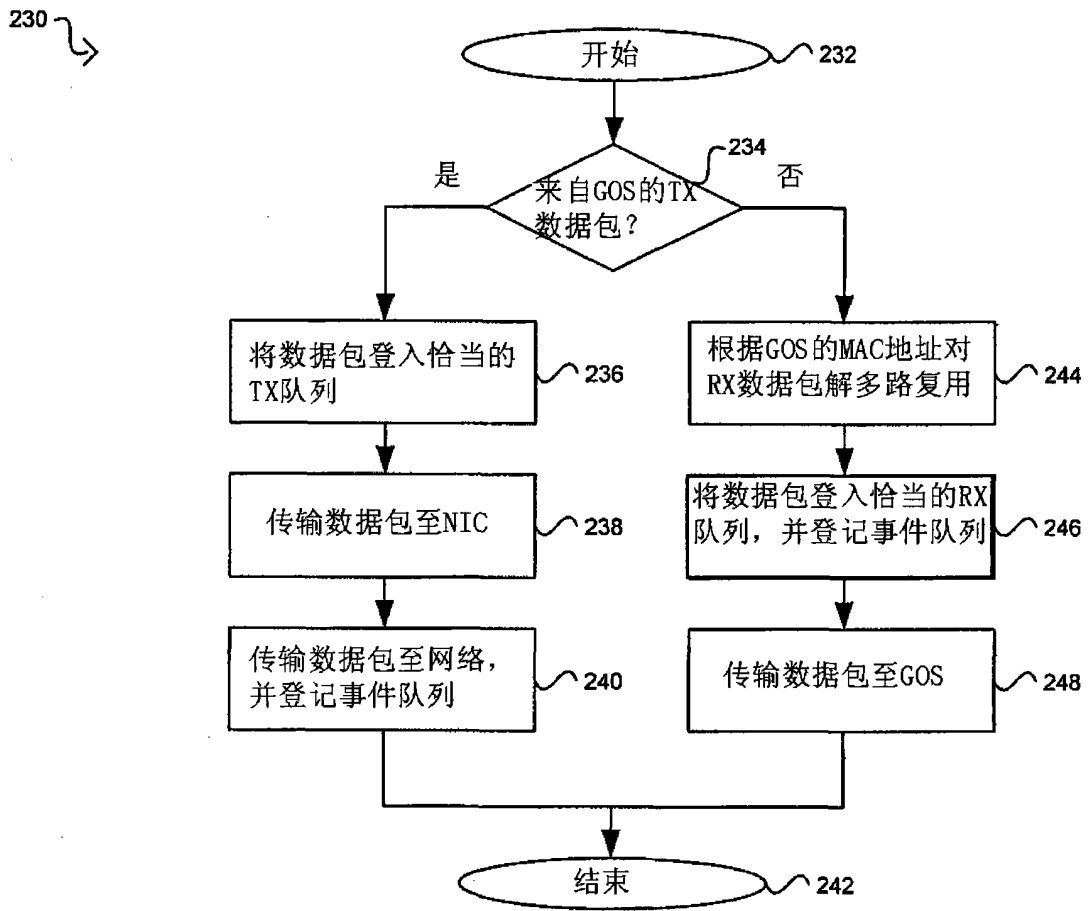 230
开始
232
234
是
来自GOS的TX
数据包?
否
将数据包登入恰当的
TX队列
236
根据GOS的MAC地址对
RX数据包解多路复用
244
传输数据包至NIC
238
将数据包登入恰当的RX
队列，并登记事件队列
246
传输数据包至网络，
并登记事件队列
240
传输数据包至GOS
248
结束
242